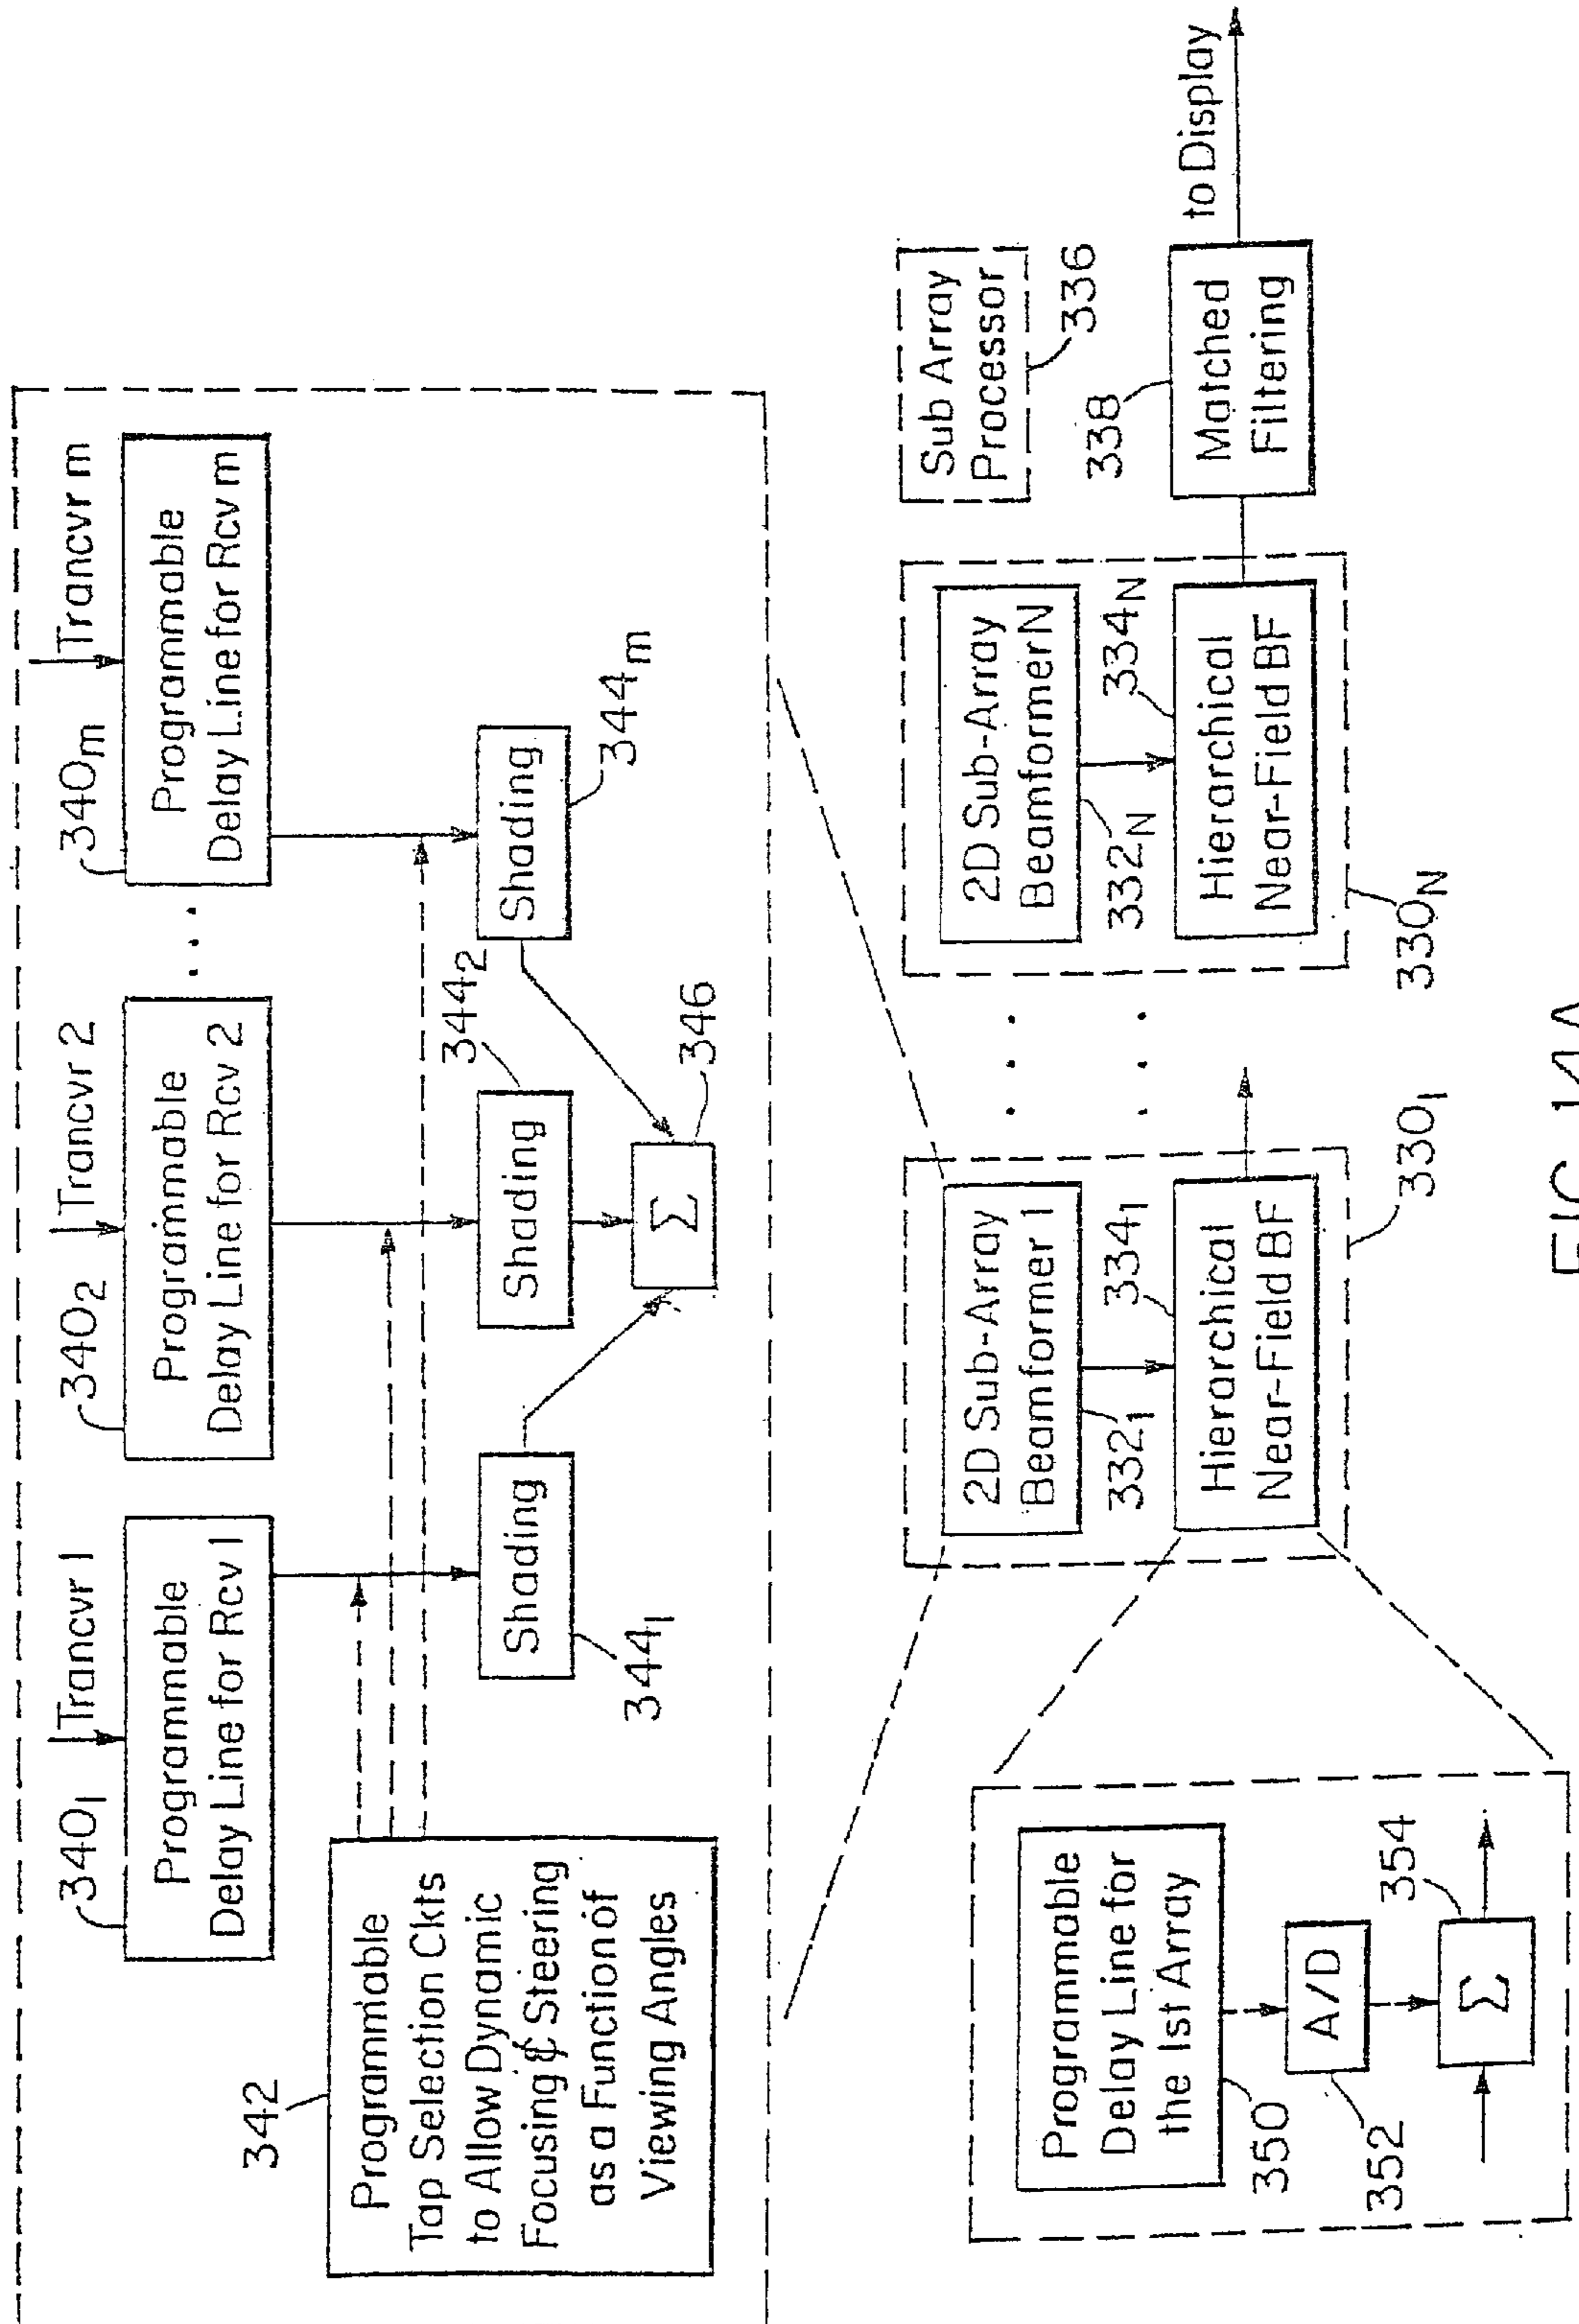 340₁
Trancvr 1
Programmable
Delay Line for Rcv 1
340₂
Trancvr 2
Programmable
Delay Line for Rcv 2
...
340ₘ
Trancvr m
Programmable
Delay Line for Rcv m
342
Programmable
Tap Selection Ckts
to Allow Dynamic
Focusing & Steering
as a Function of
Viewing Angles
Shading
344₁
Shading
344₂
Shading
344ₘ
Σ
346
2D Sub-Array
Beamformer 1
332₁
334₁
Hierarchical
Near-Field BF
330₁
...
...
2D Sub-Array
Beamformer N
332N
334N
Hierarchical
Near-Field BF
330N
Sub Array
Processor
336
338
Matched
Filtering
to Display
Programmable
Delay Line for
the 1st Array
350
A/D
352
354
Σ
FIG. 14A